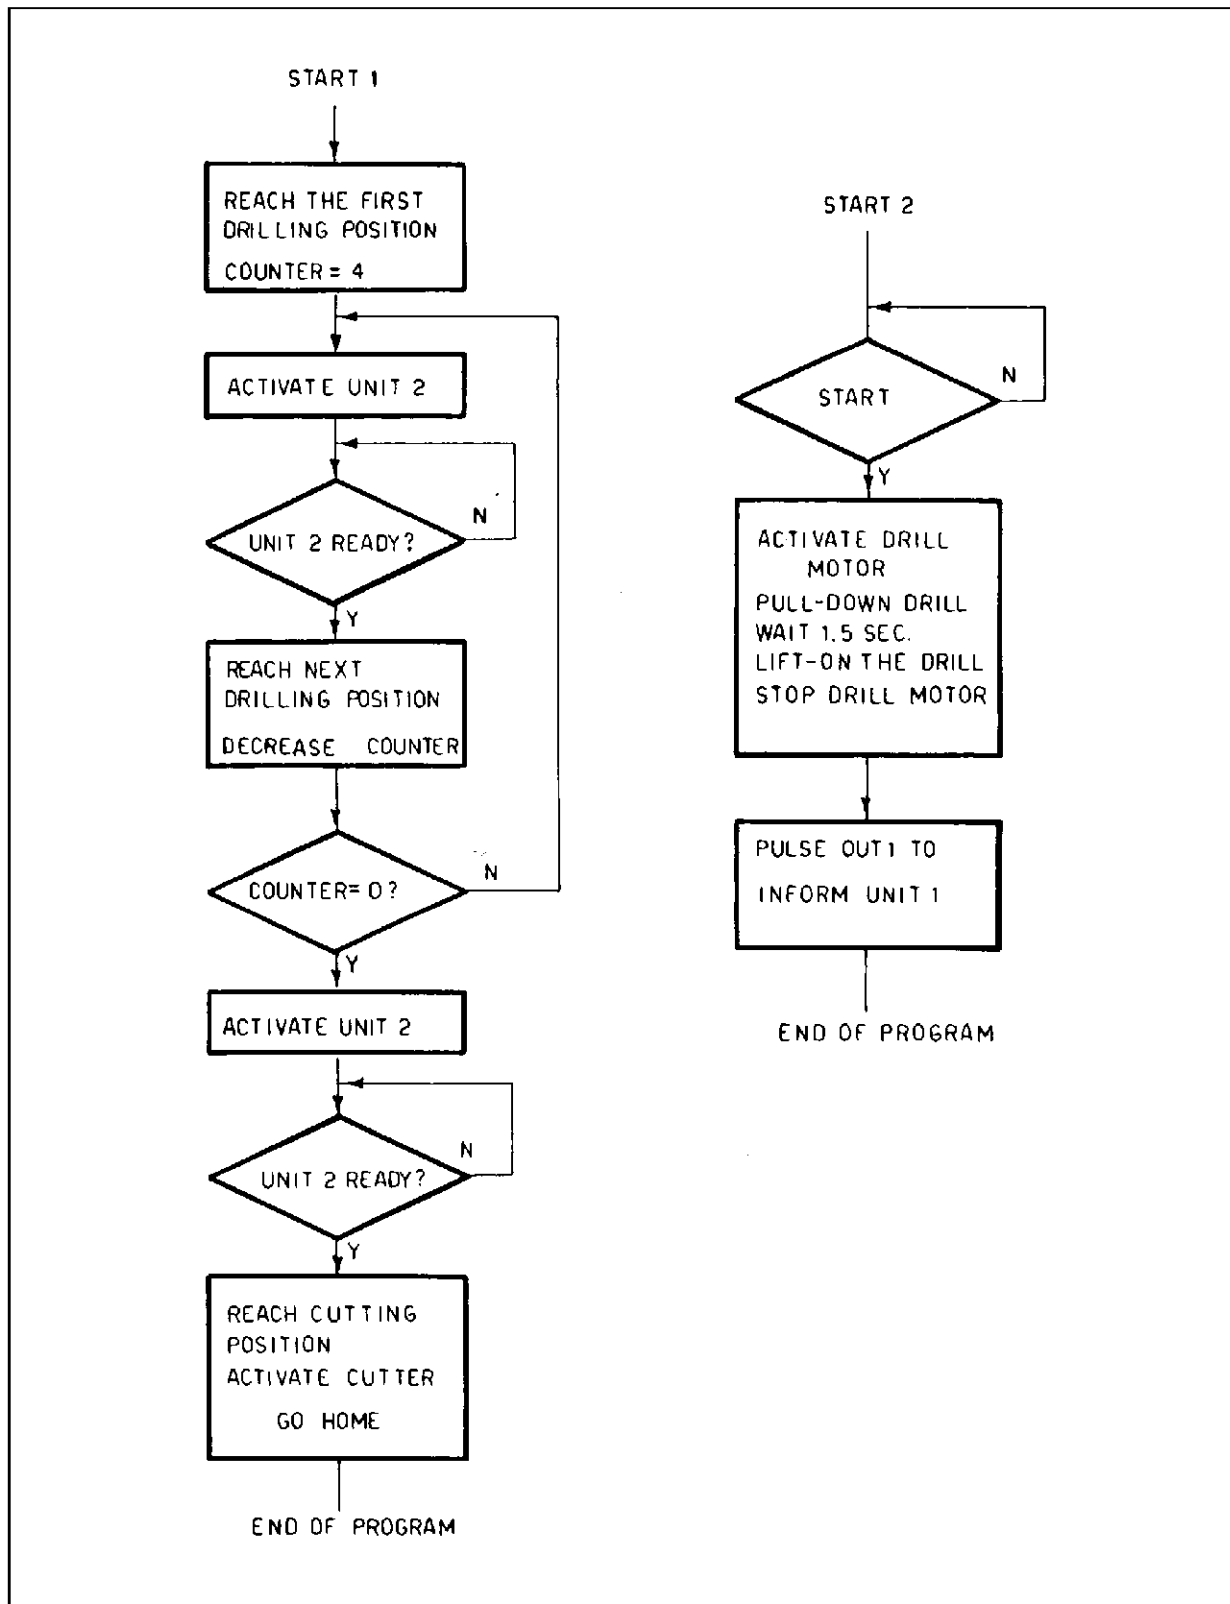 START 1
REACH THE FIRST
DRILLING POSITION
COUNTER = 4
ACTIVATE UNIT 2
UNIT 2 READY?
N
Y
REACH NEXT
DRILLING POSITION
DECREASE COUNTER
COUNTER= 0?
N
Y
ACTIVATE UNIT 2
UNIT 2 READY?
N
Y
REACH CUTTING
POSITION
ACTIVATE CUTTER
GO HOME
END OF PROGRAM
START 2
START
N
Y
ACTIVATE DRILL
MOTOR
PULL-DOWN DRILL
WAIT 1.5 SEC.
LIFT-ON THE DRILL
STOP DRILL MOTOR
PULSE OUT1 TO
INFORM UNIT 1
END OF PROGRAM